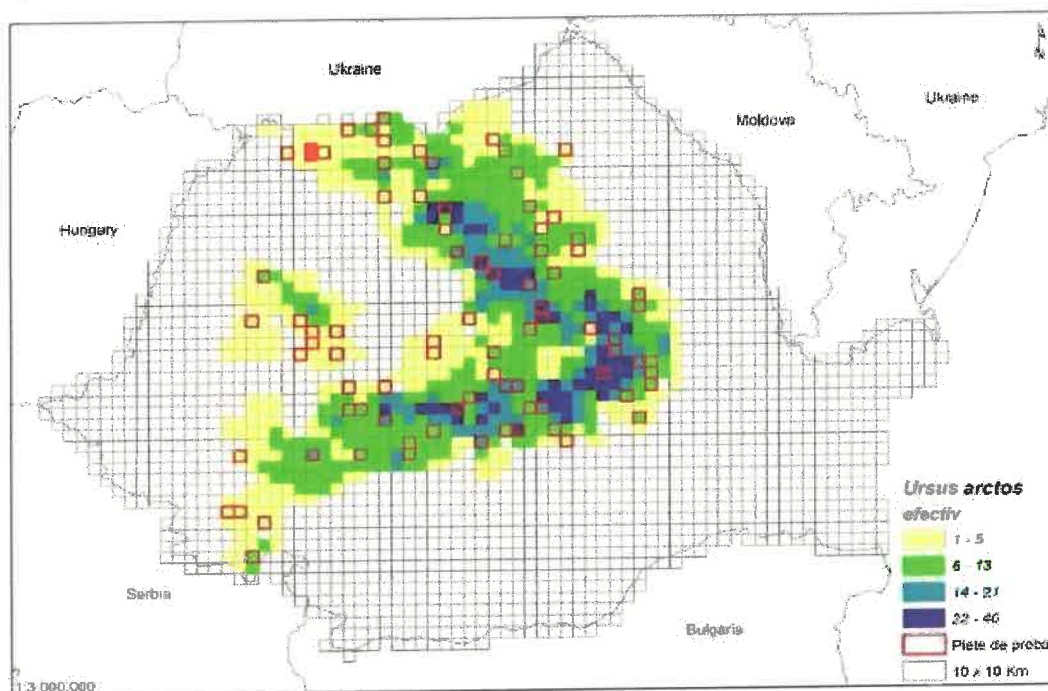 Ukraine
Ukraine
Moldova
Hungary
Serbia
Bulgaria
Ursus arctos
efectiv
1 - 5
6 - 13
14 - 21
22 - 40
Piete de proba
10 x 10 Km
1:3 000 000